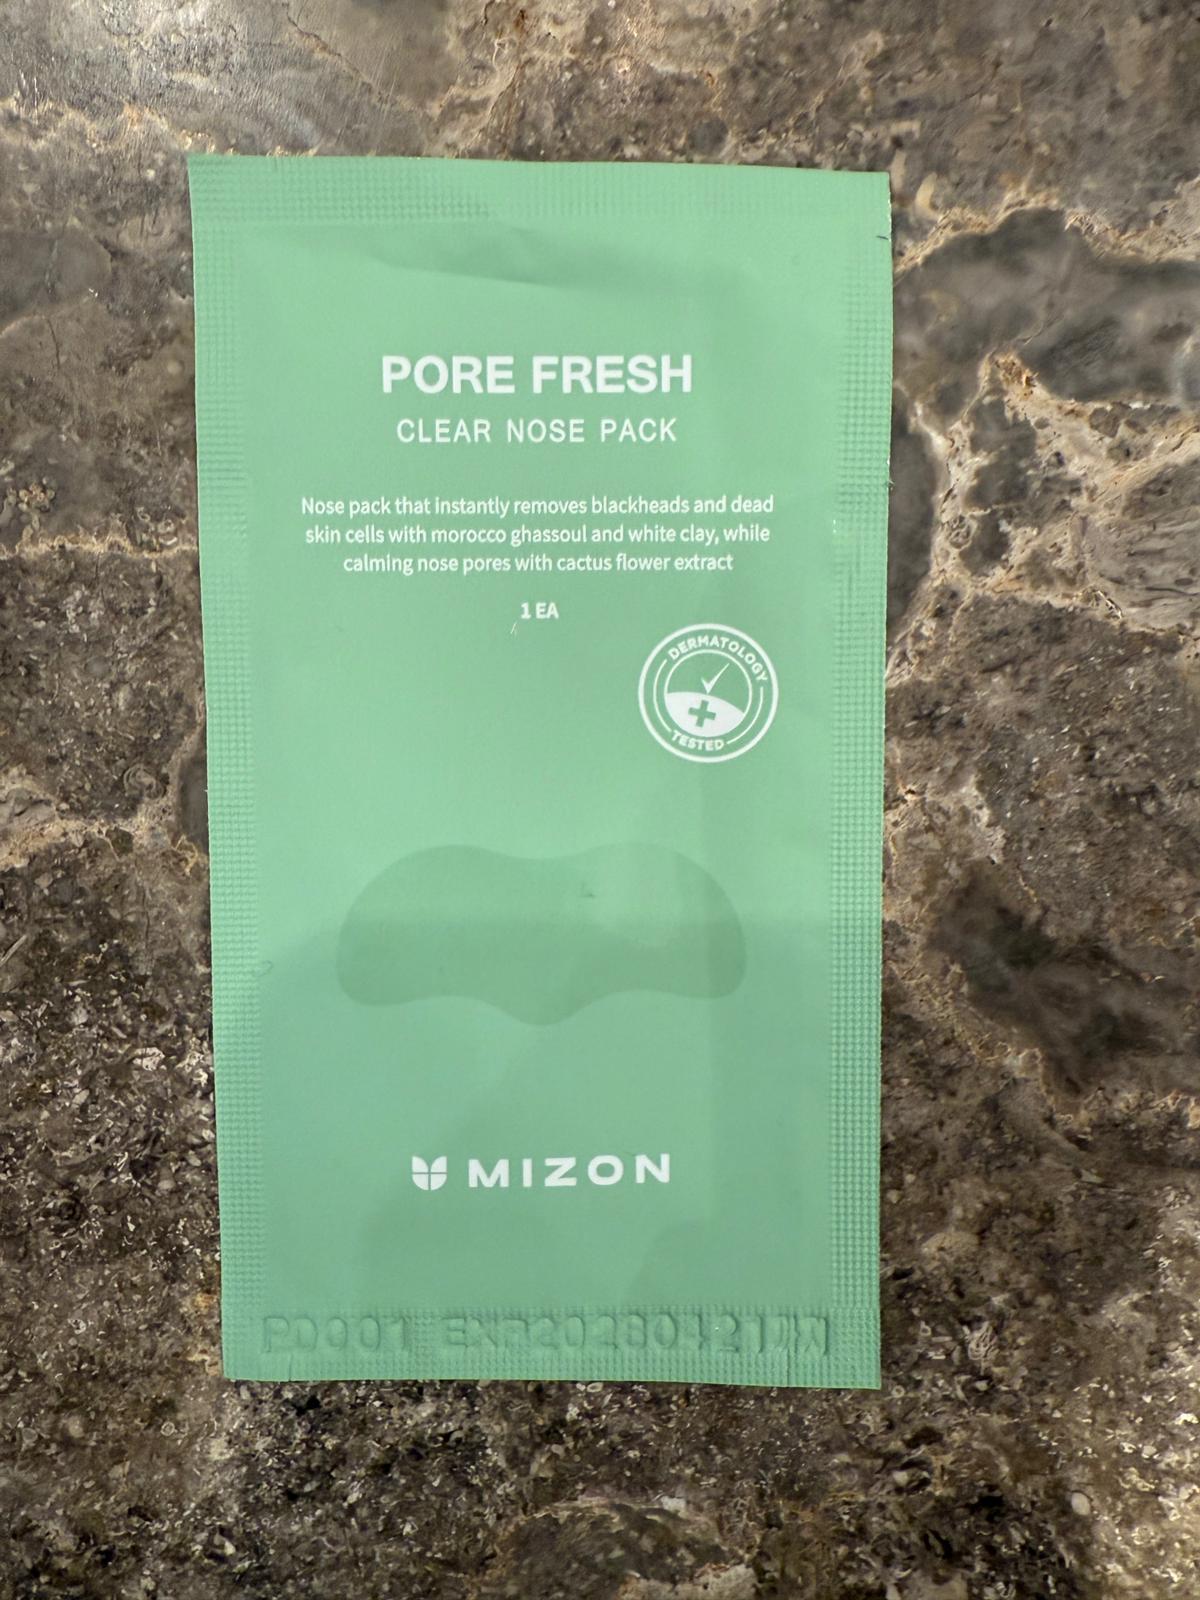 PORE FRESH
CLEAR NOSE PACK
Nose pack that instantly removes blackheads and dead
skin cells with morocco ghassoul and white clay, while
calming nose pores with cactus flower extract
1 EA
DERMATOLOGY
TESTED
MIZON